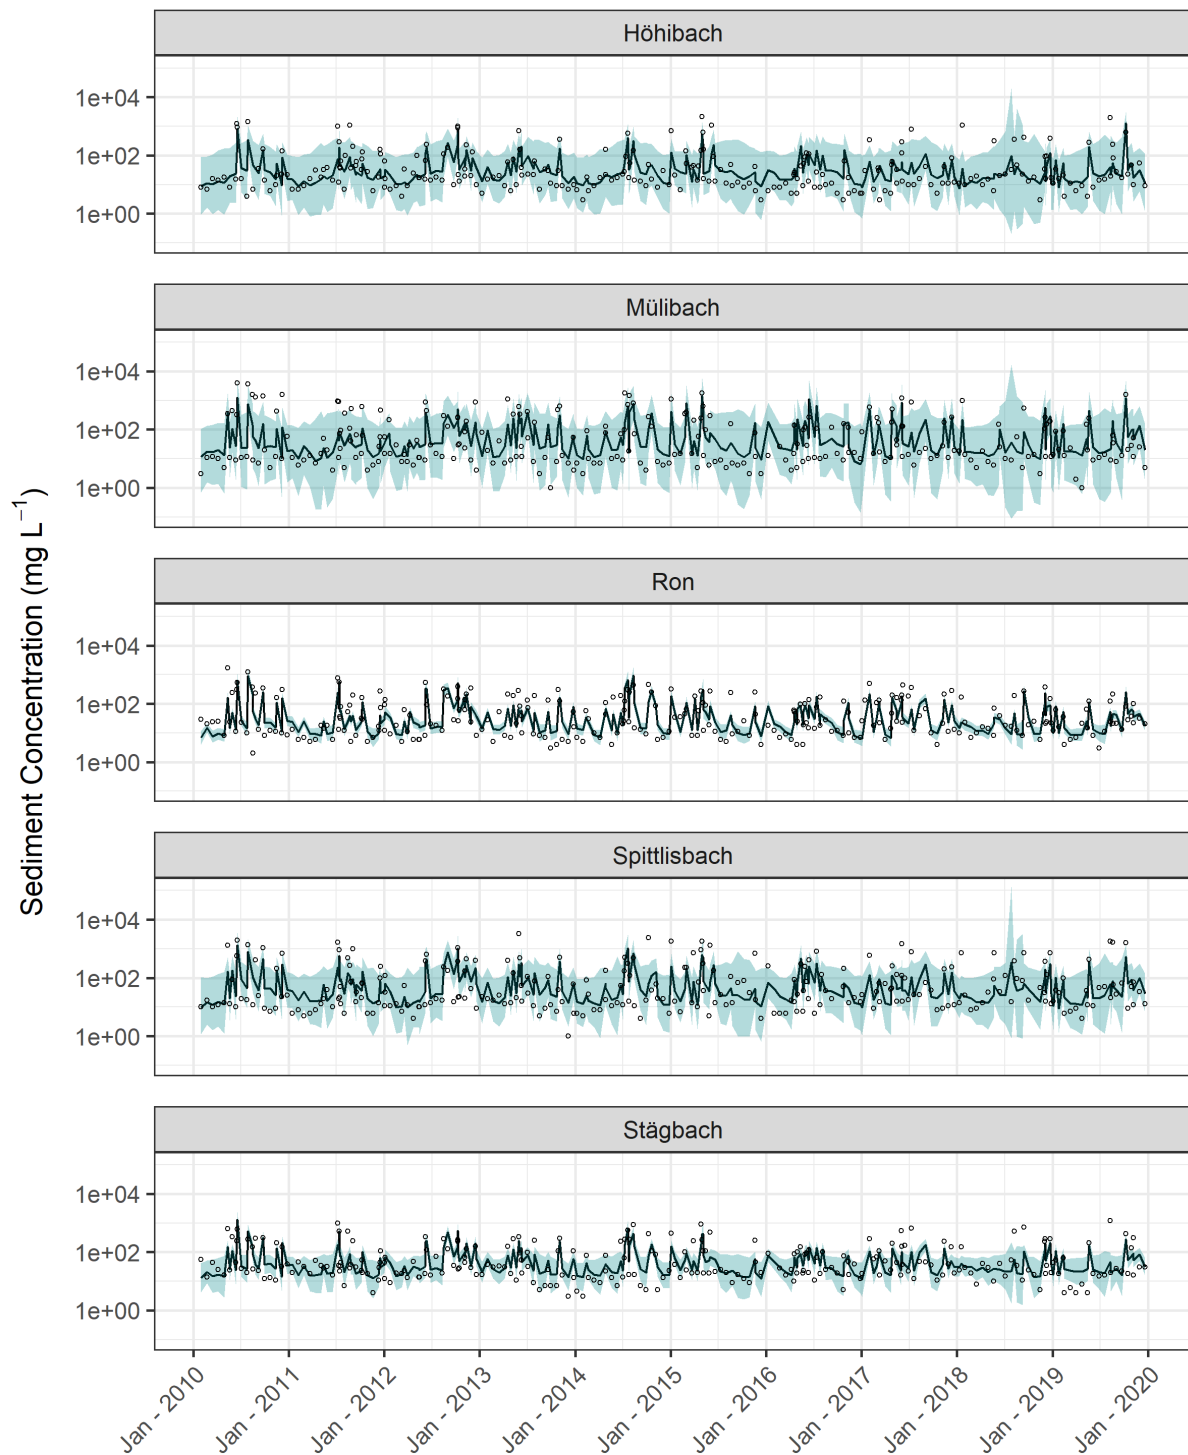 Höhibach
1e+04
1e+02
1e+00
Mülibach
1e+04
1e+02
1e+00
Ron
1e+04
1e+02
1e+00
Spittlisbach
1e+04
1e+02
1e+00
Stägbach
1e+04
1e+02
1e+00
Sediment Concentration (mg L⁻¹)
Jan - 2010
Jan - 2011
Jan - 2012
Jan - 2013
Jan - 2014
Jan - 2015
Jan - 2016
Jan - 2017
Jan - 2018
Jan - 2019
Jan - 2020